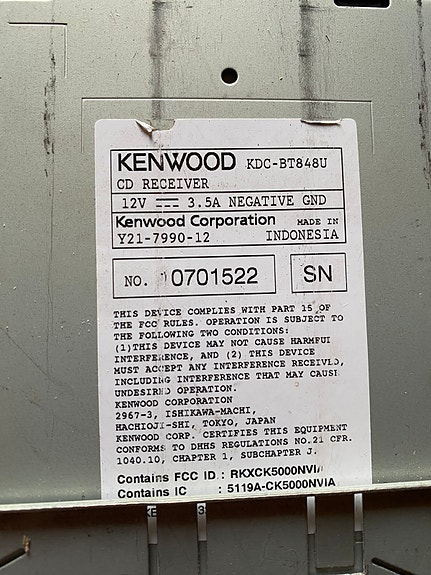 KENWOOD KDC-BT848U
CD RECEIVER
12V ⎓ 3.5A NEGATIVE GND
Kenwood Corporation MADE IN
Y21-7990-12 INDONESIA
NO. 10701522 SN
THIS DEVICE COMPLIES WITH PART 15 OF
THE FCC RULES. OPERATION IS SUBJECT TO
THE FOLLOWING TWO CONDITIONS:
(1)THIS DEVICE MAY NOT CAUSE HARMFUL
INTERFERENCE, AND (2) THIS DEVICE
MUST ACCEPT ANY INTERFERENCE RECEIVED,
INCLUDING INTERFERENCE THAT MAY CAUSE
UNDESIRED OPERATION.
KENWOOD CORPORATION
2967-3, ISHIKAWA-MACHI,
HACHIOJI-SHI, TOKYO, JAPAN
KENWOOD CORP. CERTIFIES THIS EQUIPMENT
CONFORMS TO DHHS REGULATIONS NO.21 CFR.
1040.10, CHAPTER 1, SUBCHAPTER J.
Contains FCC ID : RKXCK5000NVIA
Contains IC : 5119A-CK5000NVIA